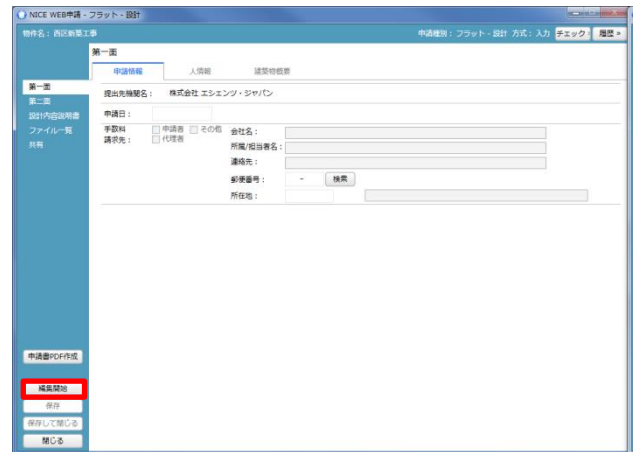 NICE WEB申請 - フラット - 設計
物件名：西区新築工事
申請種別：フラット - 設計 方式：入力 チェック 履歴 »
第一面
申請情報 人情報 建築物概要
第一面
第二面
設計内容説明書
ファイル一覧
共有
提出先機関名： 株式会社 エシェンツ・ジャパン
申請日：
手数料
請求先：
申請者 その他
代理者
会社名：
所属/担当者名：
連絡先：
郵便番号： - 検索
所在地：
申請書PDF作成
編集開始
保存
保存して閉じる
閉じる